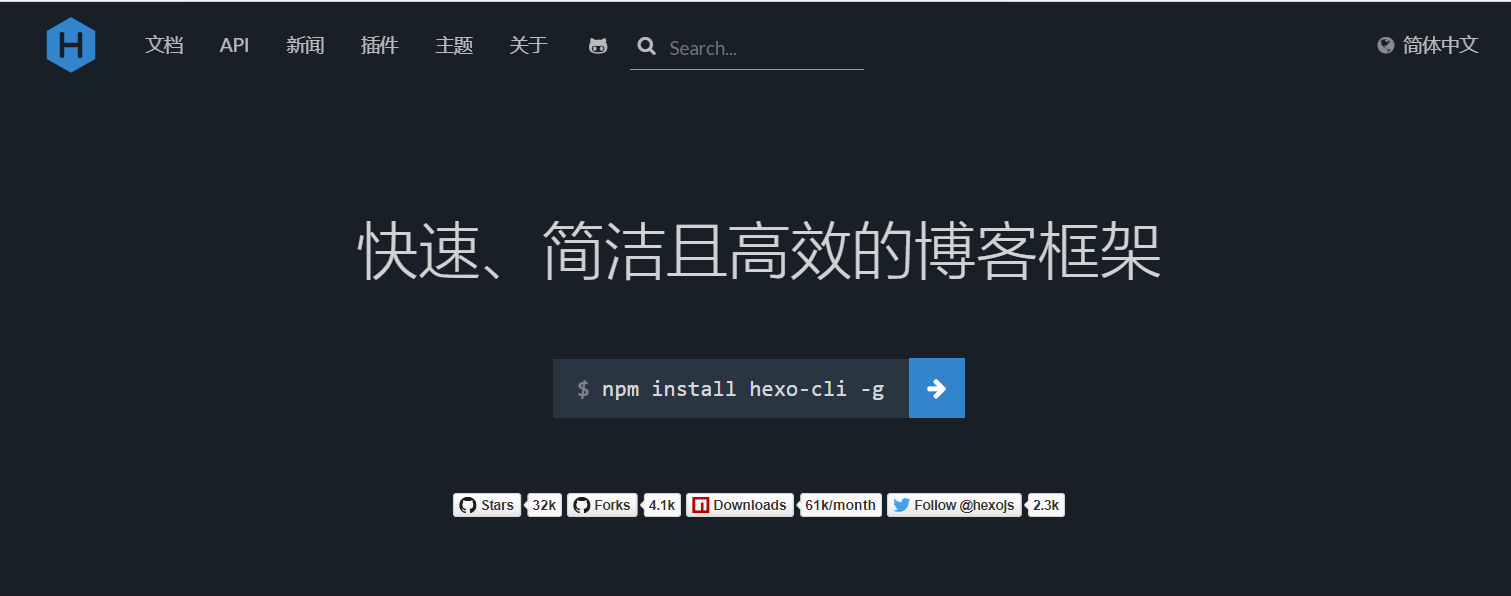 H 文档 API 新闻 插件 主题 关于 Search... 简体中文
快速、简洁且高效的博客框架
$ npm install hexo-cli -g
Stars 32k Forks 4.1k Downloads 61k/month Follow @hexojs 2.3k